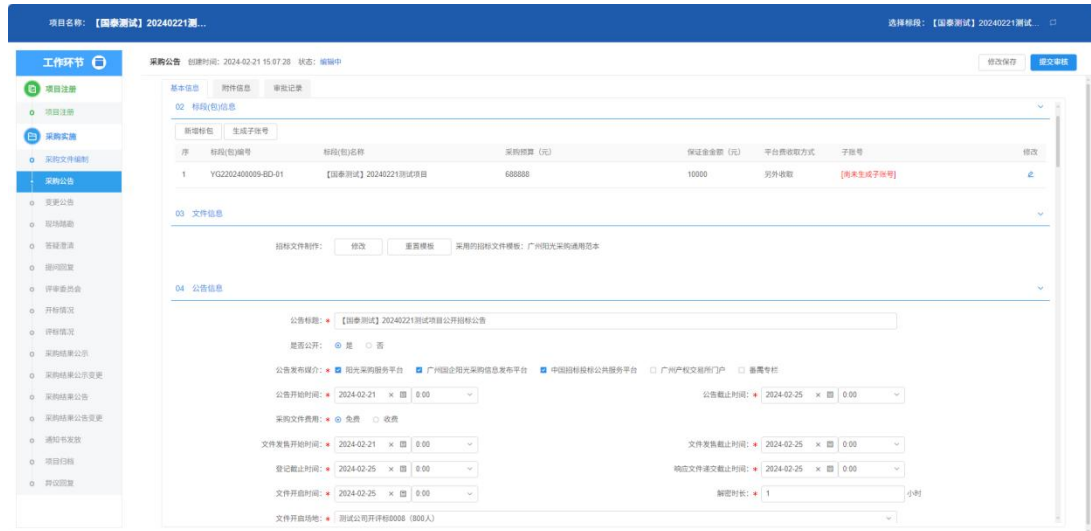 项目名称： 【国泰测试】20240221测...
选择标段： 【国泰测试】20240221测试...
工作环节
采购公告 创建时间：2024-02-21 15:07:28 状态：编辑中
修改保存 提交审核
项目注册
项目注册
采购实施
采购文件编制
采购公告
变更公告
现场踏勘
答疑澄清
提问回复
评审委员会
开标情况
评标情况
采购结果公示
采购结果公示变更
采购结果公告
采购结果公告变更
通知书发放
项目归档
异议回复
基本信息 附件信息 审批记录
02 标段(包)信息
新增标包 生成子账号
序 标段(包)编号 标段(包)名称 采购预算（元） 保证金金额（元） 平台费收取方式 子账号 修改
1 YG2202400009-BD-01 【国泰测试】20240221测试项目 688888 10000 另外收取 [尚未生成子账号]
03 文件信息
招标文件制作： 修改 重置模板 采用的招标文件模板：广州阳光采购通用范本
04 公告信息
公告标题：* 【国泰测试】20240221测试项目公开招标公告
是否公开： 是 否
公告发布媒介：* 阳光采购服务平台 广州国企阳光采购信息发布平台 中国招标投标公共服务平台 广州产权交易所门户 番禺专栏
公告开始时间：* 2024-02-21 × 0:00 公告截止时间：* 2024-02-25 × 0:00
采购文件费用：* 免费 收费
文件发售开始时间：* 2024-02-21 × 0:00 文件发售截止时间：* 2024-02-25 × 0:00
登记截止时间：* 2024-02-25 × 0:00 响应文件递交截止时间：* 2024-02-25 × 0:00
文件开启时间：* 2024-02-25 × 0:00 解密时长：* 1 小时
文件开启场地：* 测试公司开评标0008（800人）